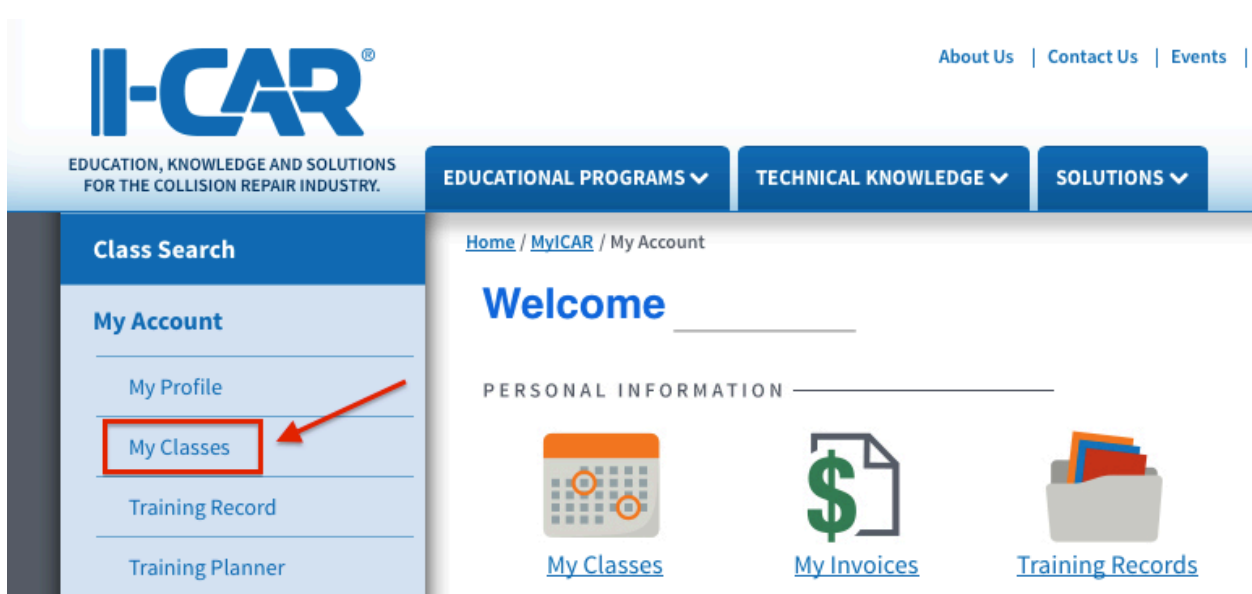 I-CAR®
EDUCATION, KNOWLEDGE AND SOLUTIONS
FOR THE COLLISION REPAIR INDUSTRY.
About Us | Contact Us | Events |
EDUCATIONAL PROGRAMS TECHNICAL KNOWLEDGE SOLUTIONS
Class Search
My Account
My Profile
My Classes
Training Record
Training Planner
Home / MyICAR / My Account
Welcome
PERSONAL INFORMATION
$
My Classes My Invoices Training Records